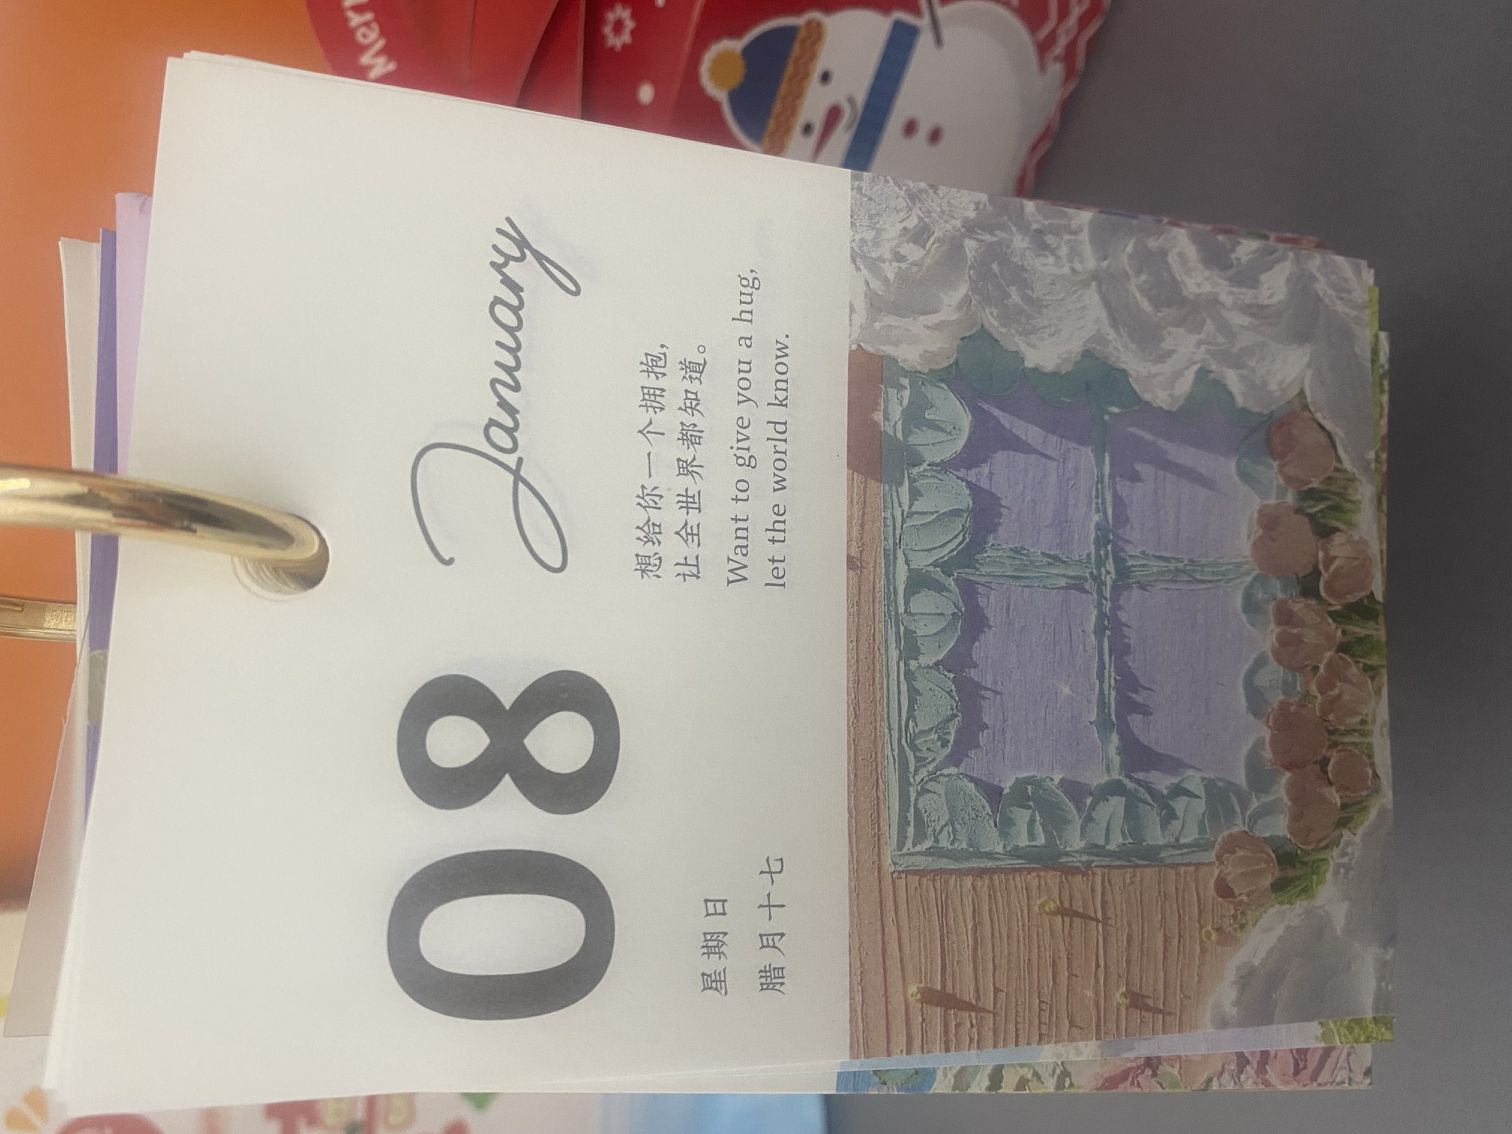 Merry
08 January
星期日
腊月十七
想给你一个拥抱,
让全世界都知道。
Want to give you a hug,
let the world know.